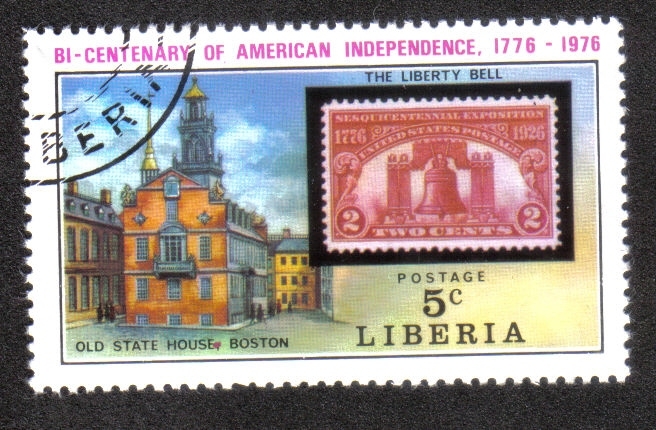 BI-CENTENARY OF AMERICAN INDEPENDENCE, 1776 - 1976
THE LIBERTY BELL
SESQUICENTENNIAL EXPOSITION
1776 UNITED STATES POSTAGE 1926
2 TWO CENTS 2
POSTAGE
5c
LIBERIA
OLD STATE HOUSE, BOSTON